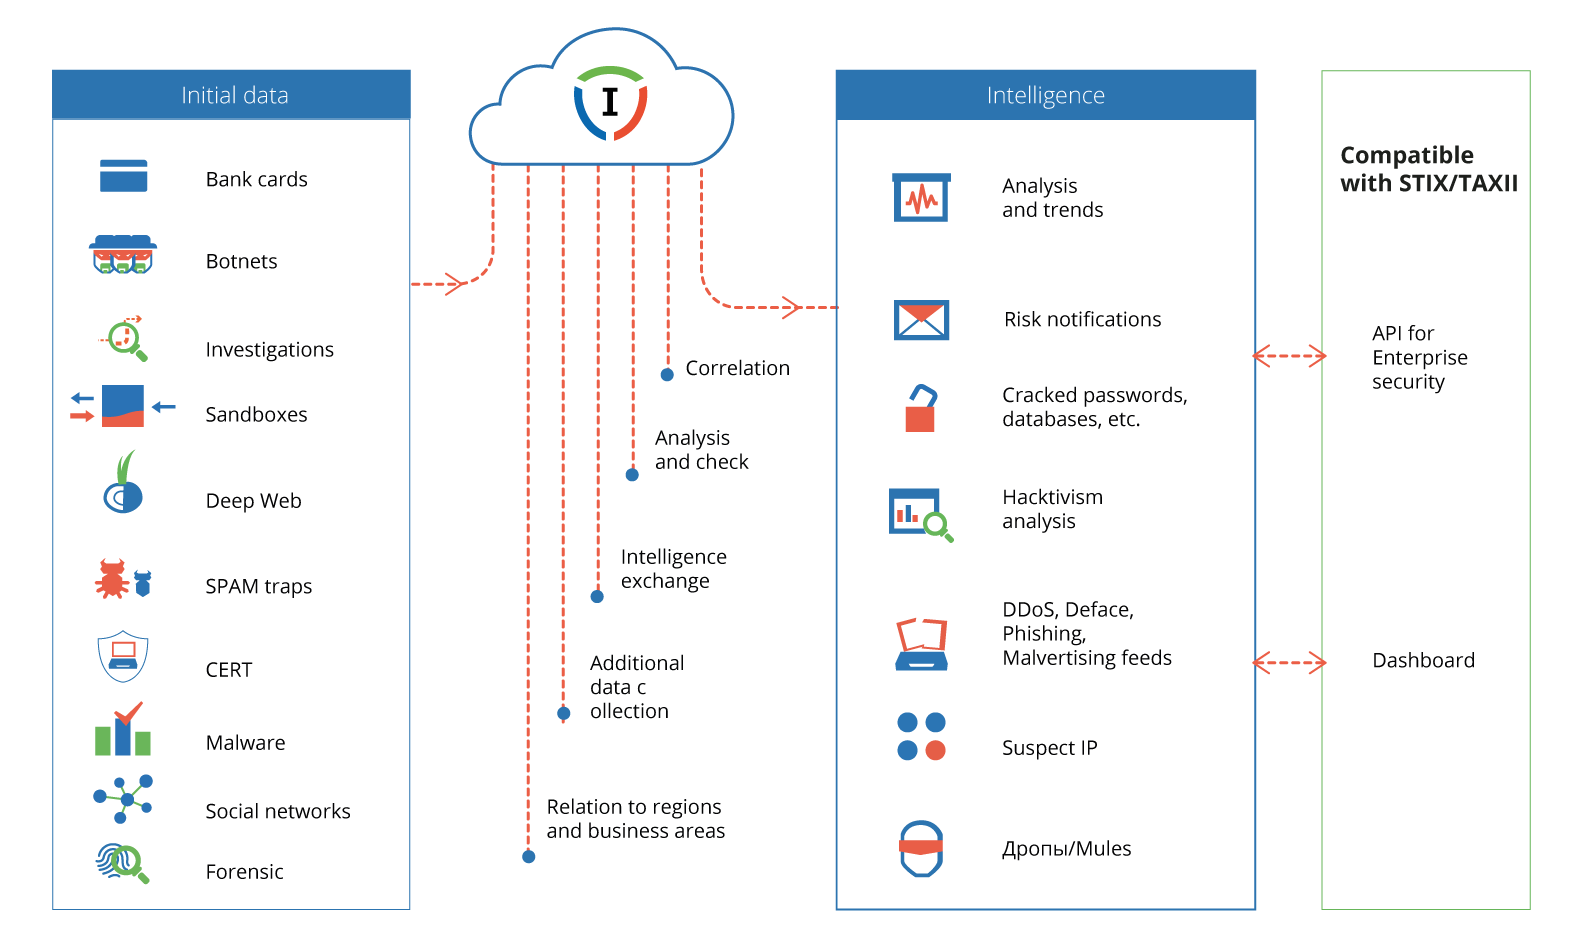 Initial data
Bank cards
Botnets
Investigations
Sandboxes
Deep Web
SPAM traps
CERT
Malware
Social networks
Forensic
I
Correlation
Analysis
and check
Intelligence
exchange
Additional
data c
ollection
Relation to regions
and business areas
Intelligence
Analysis
and trends
Risk notifications
Cracked passwords,
databases, etc.
Hacktivism
analysis
DDoS, Deface,
Phishing,
Malvertising feeds
Suspect IP
Дропы/Mules
Compatible
with STIX/TAXII
API for
Enterprise
security
Dashboard